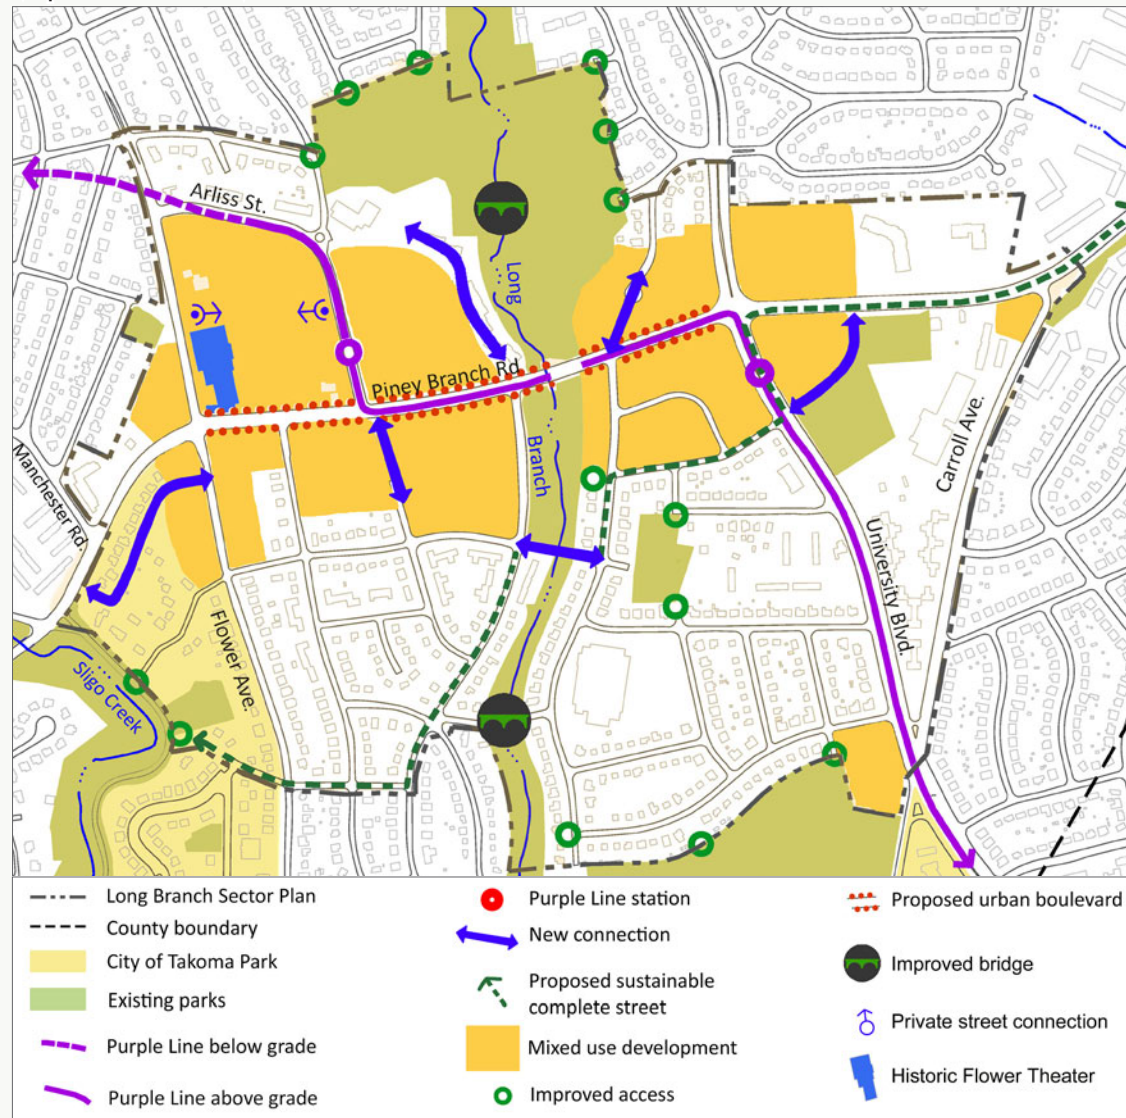 Arliss St.
Long
Piney Branch Rd
Branch
Manchester Rd.
Carroll Ave.
University Blvd.
Flower Ave.
Sligo Creek
Long Branch Sector Plan
County boundary
City of Takoma Park
Existing parks
Purple Line below grade
Purple Line above grade
Purple Line station
New connection
Proposed sustainable
complete street
Mixed use development
Improved access
Proposed urban boulevard
Improved bridge
Private street connection
Historic Flower Theater